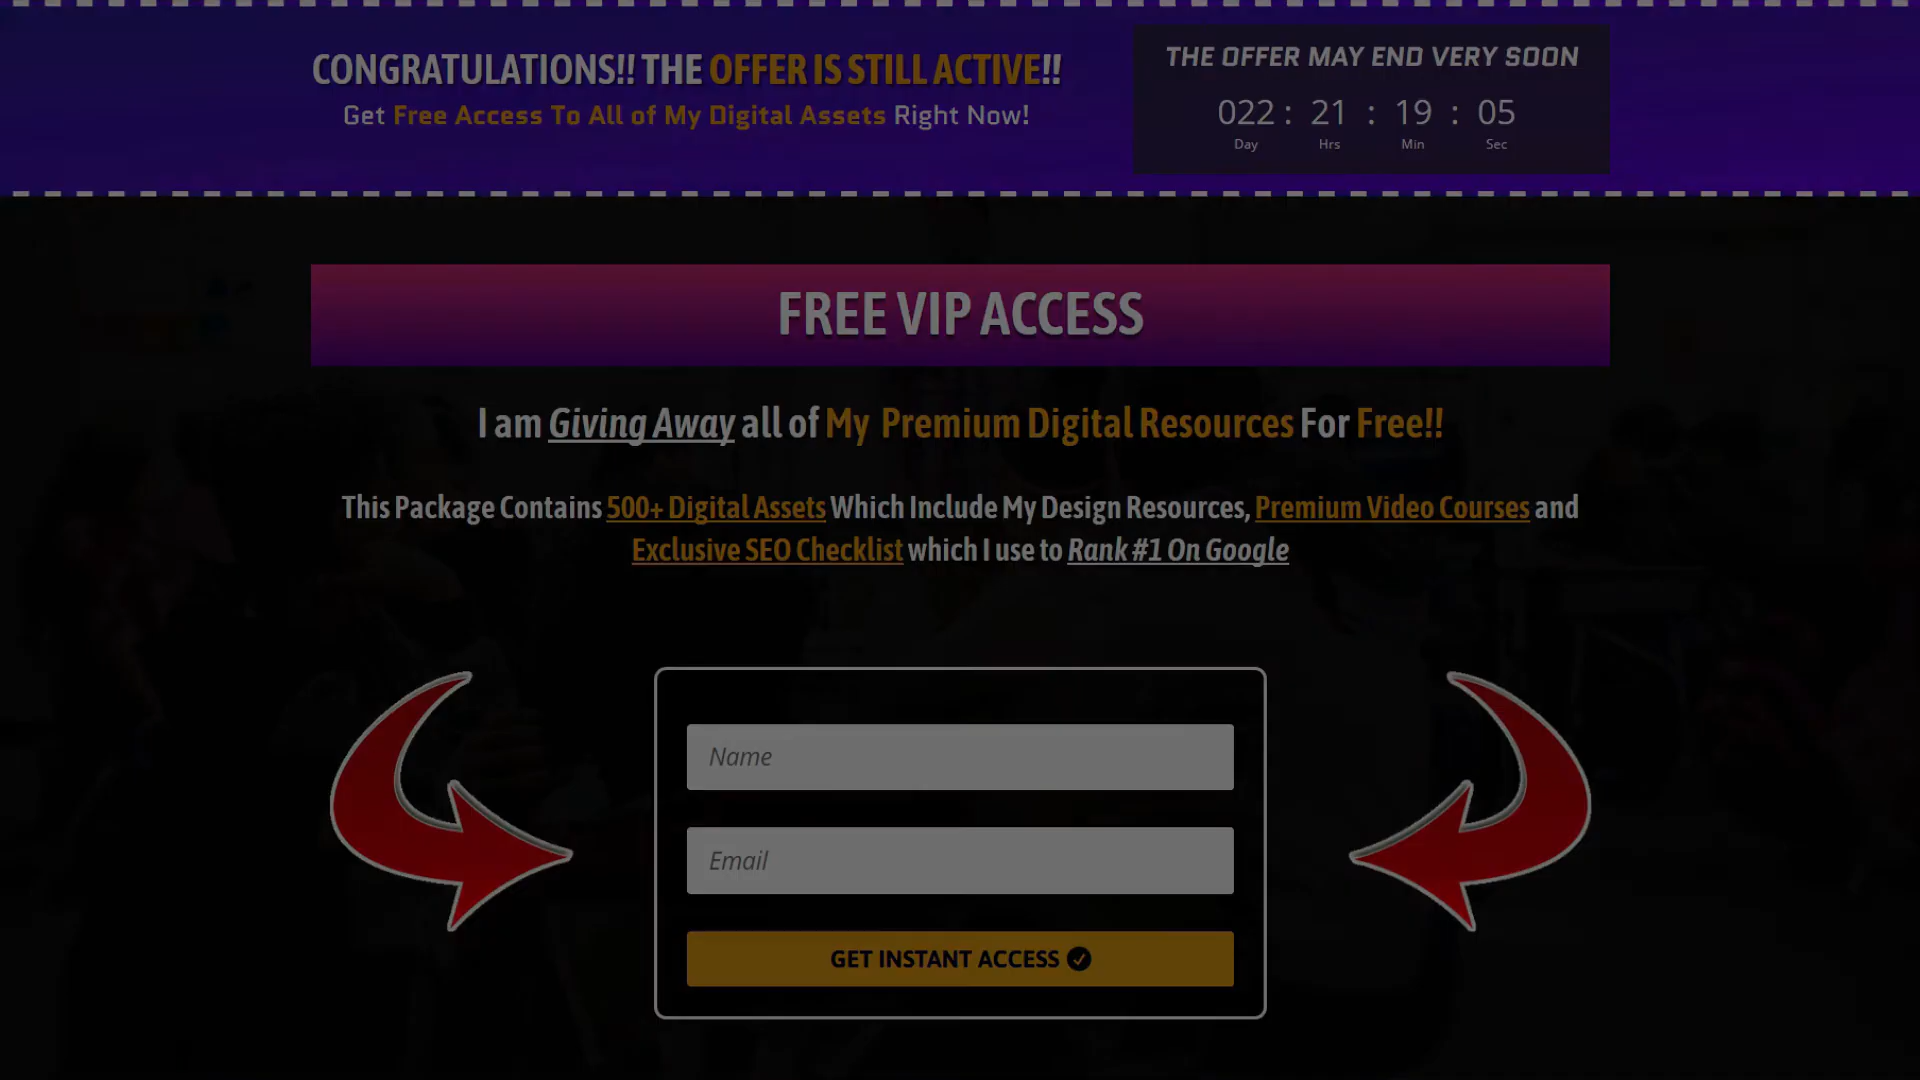 CONGRATULATIONS!! THE OFFER IS STILL ACTIVE!!
Get Free Access To All of My Digital Assets Right Now!
THE OFFER MAY END VERY SOON
022 : 21 : 19 : 05
Day Hrs Min Sec
FREE VIP ACCESS
I am Giving Away all of My Premium Digital Resources For Free!!
This Package Contains 500+ Digital Assets Which Include My Design Resources, Premium Video Courses and
Exclusive SEO Checklist which I use to Rank #1 On Google
Name
Email
GET INSTANT ACCESS